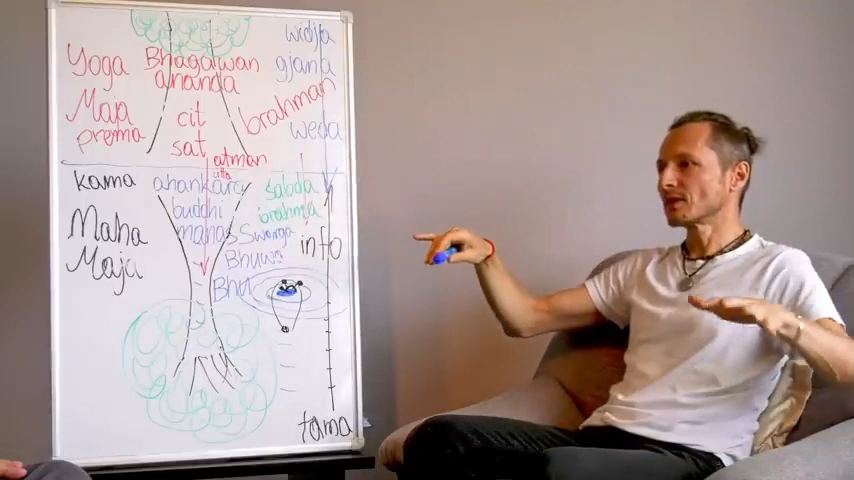 widja
Yoga Bhagawan gjana
ananda
Maja cit brahman
prema sat weda
atman
citta
kama ahankara sabda
buddhi brahma
Maha manas Swarga info
Maja Bhuwa
Bhu
tama